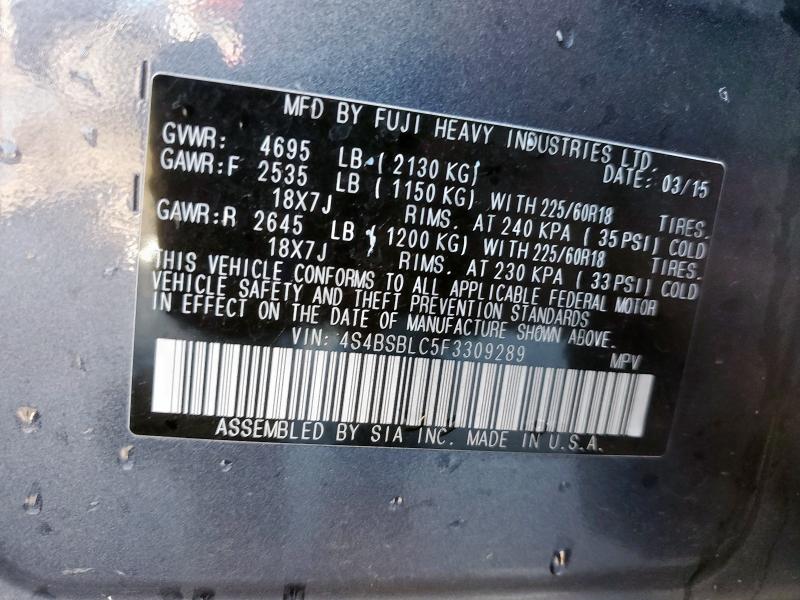 MFD BY FUJI HEAVY INDUSTRIES LTD.
GVWR: 4695 LB (2130 KG) DATE: 03/15
GAWR:F 2535 LB (1150 KG) WITH 225/60R18 TIRES.
18X7J RIMS. AT 240 KPA (35 PSI) COLD
GAWR:R 2645 LB (1200 KG) WITH 225/60R18 TIRES.
18X7J RIMS. AT 230 KPA (33 PSI) COLD
THIS VEHICLE CONFORMS TO ALL APPLICABLE FEDERAL MOTOR
VEHICLE SAFETY AND THEFT PREVENTION STANDARDS
IN EFFECT ON THE DATE OF MANUFACTURE SHOWN ABOVE.
VIN: 4S4BSBLC5F3309289 MPV
ASSEMBLED BY SIA INC. MADE IN U.S.A.